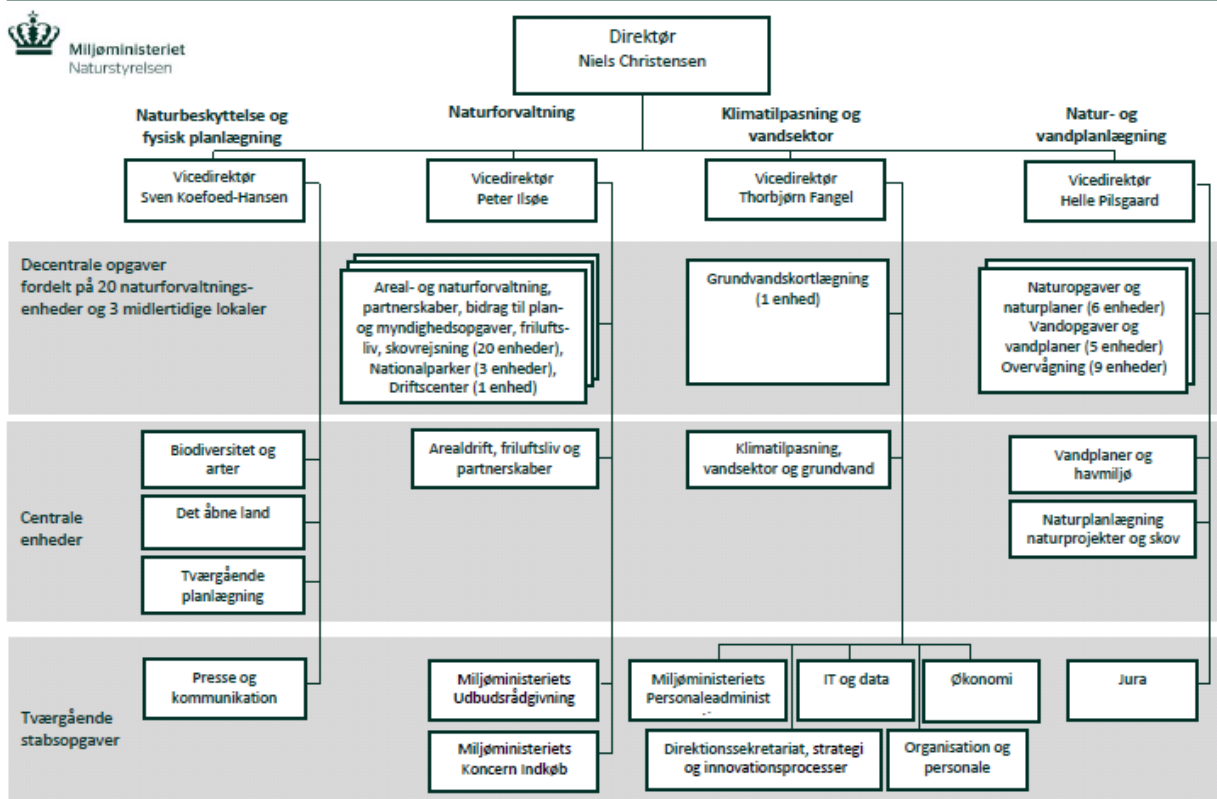 Miljøministeriet
Naturstyrelsen
Direktør
Niels Christensen
Naturbeskyttelse og
fysisk planlægning
Naturforvaltning
Klimatilpasning og
vandsektor
Natur- og
vandplanlægning
Vicedirektør
Sven Koefoed-Hansen
Vicedirektør
Peter Ilsøe
Vicedirektør
Thorbjørn Fangel
Vicedirektør
Helle Pilsgaard
Decentrale opgaver
fordelt på 20 naturforvaltnings-
enheder og 3 midlertidige lokaler
Areal- og naturforvaltning,
partnerskaber, bidrag til plan-
og myndighedsopgaver, frilufts-
liv, skovrejsning (20 enheder),
Nationalparker (3 enheder),
Driftscenter (1 enhed)
Grundvandskortlægning
(1 enhed)
Naturopgaver og
naturplaner (6 enheder)
Vandopgaver og
vandplaner (5 enheder)
Overvågning (9 enheder)
Centrale
enheder
Biodiversitet og
arter
Det åbne land
Tværgående
planlægning
Arealdrift, friluftsliv og
partnerskaber
Klimatilpasning,
vandsektor og grundvand
Vandplaner og
havmiljø
Naturplanlægning
naturprojekter og skov
Tværgående
stabsopgaver
Presse og
kommunikation
Miljøministeriets
Udbudsrådgivning
Miljøministeriets
Koncern Indkøb
Miljøministeriets
Personaleadminist
IT og data
Økonomi
Direktionssekretariat, strategi
og innovationsprocesser
Organisation og
personale
Jura